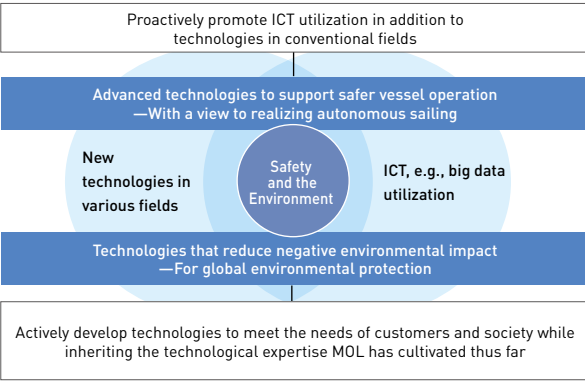 Proactively promote ICT utilization in addition to
technologies in conventional fields
Advanced technologies to support safer vessel operation
—With a view to realizing autonomous sailing
New
technologies in
various fields
Safety
and the
Environment
ICT, e.g., big data
utilization
Technologies that reduce negative environmental impact
—For global environmental protection
Actively develop technologies to meet the needs of customers and society while
inheriting the technological expertise MOL has cultivated thus far